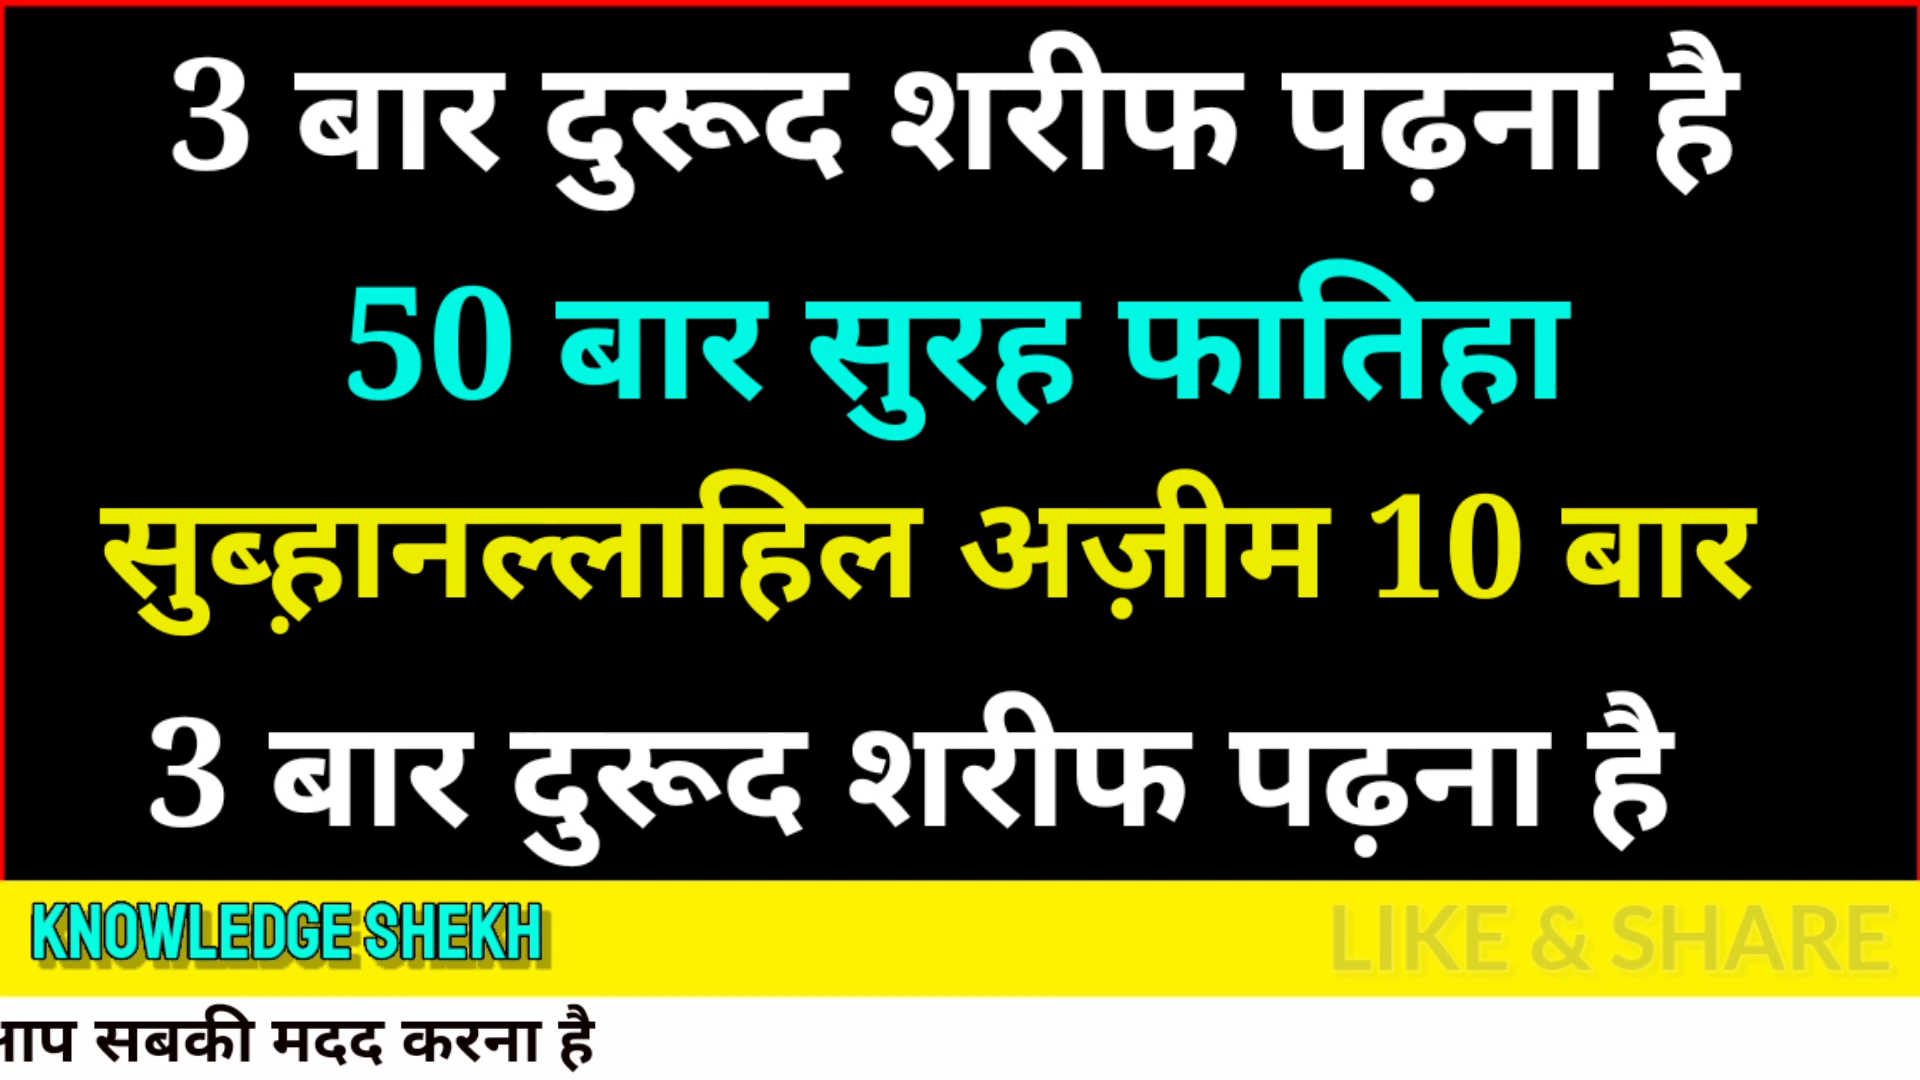 3 बार दुरूद शरीफ पढ़ना है
50 बार सुरह फातिहा
सुब्ह़ानल्लाहिल अज़ीम 10 बार
3 बार दुरूद शरीफ पढ़ना है
KNOWLEDGE SHEKH
LIKE & SHARE
सबकी मदद करना है